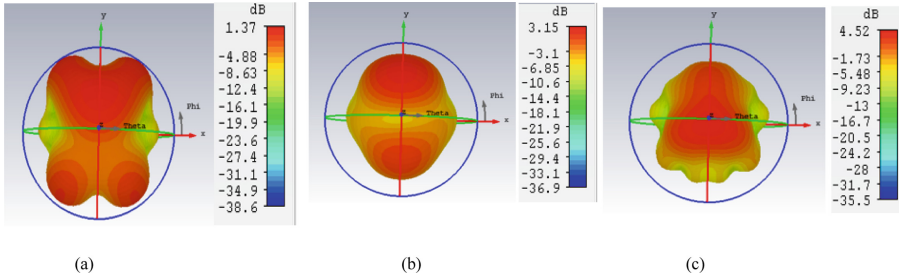 y
dB
1.37
-4.88
-8.63
-12.4
-16.1
-19.9
-23.6
-27.4
-31.1
-34.9
-38.6
Phi
z
Theta
x
y
dB
3.15
-3.1
-6.85
-10.6
-14.4
-18.1
-21.9
-25.6
-29.4
-33.1
-36.9
Phi
z
Theta
x
y
dB
4.52
-1.73
-5.48
-9.23
-13
-16.7
-20.5
-24.2
-28
-31.7
-35.5
Phi
z
Theta
x
(a)
(b)
(c)